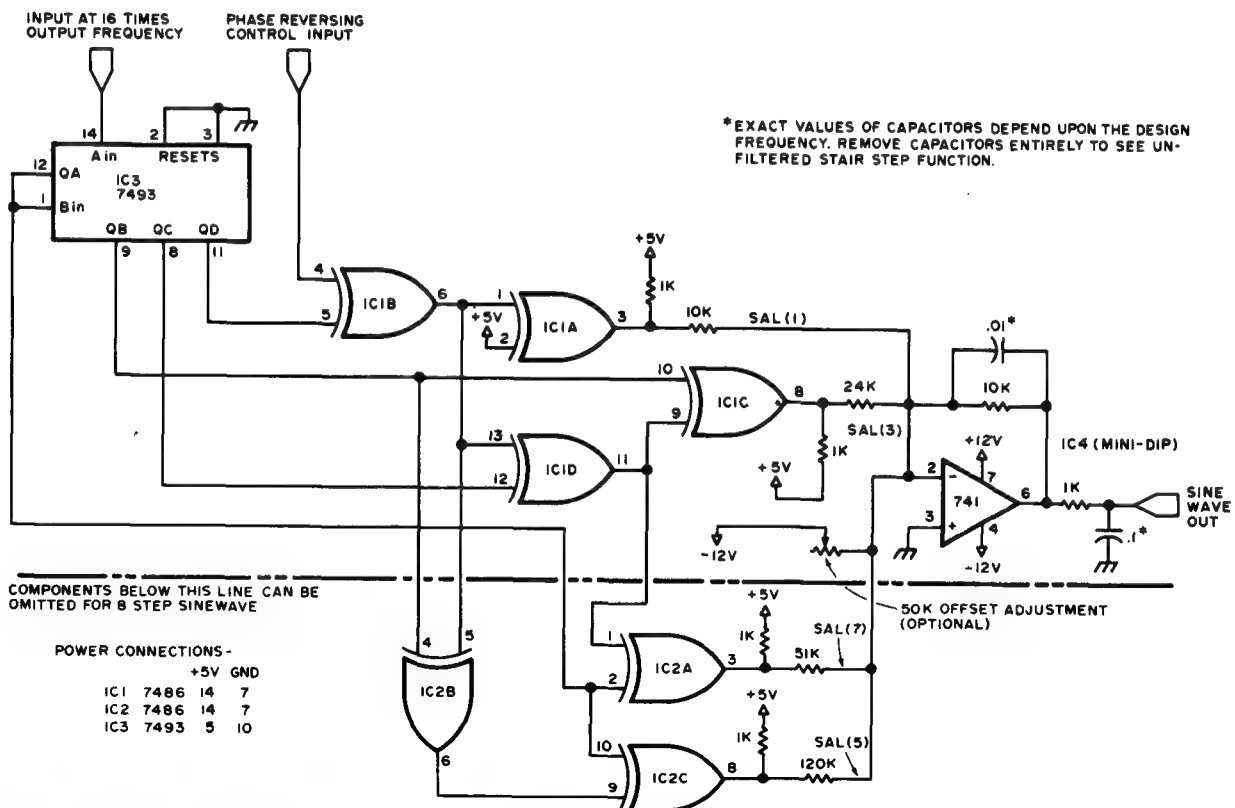 INPUT AT 16 TIMES
OUTPUT FREQUENCY
PHASE REVERSING
CONTROL INPUT
*EXACT VALUES OF CAPACITORS DEPEND UPON THE DESIGN
FREQUENCY. REMOVE CAPACITORS ENTIRELY TO SEE UN-
FILTERED STAIR STEP FUNCTION.
14
2
3
A in
RESETS
12
QA
IC3
7493
1
Bin
QB
QC
QD
9
8
11
4
5
IC1B
6
1
+5V
2
IC1A
3
+5V
1K
10K
SAL(1)
10
9
IC1C
8
24K
SAL(3)
1K
+5V
13
12
IC1D
11
.01*
10K
IC4 (MINI-DIP)
+12V
7
2
-
741
6
3
+
4
-12V
1K
.1*
SINE
WAVE
OUT
-12V
50K OFFSET ADJUSTMENT
(OPTIONAL)
COMPONENTS BELOW THIS LINE CAN BE
OMITTED FOR 8 STEP SINEWAVE
POWER CONNECTIONS-
+5V GND
IC1 7486 14 7
IC2 7486 14 7
IC3 7493 5 10
4
5
IC2B
6
1
2
IC2A
3
+5V
1K
51K
SAL(7)
10
9
IC2C
8
+5V
1K
120K
SAL(5)